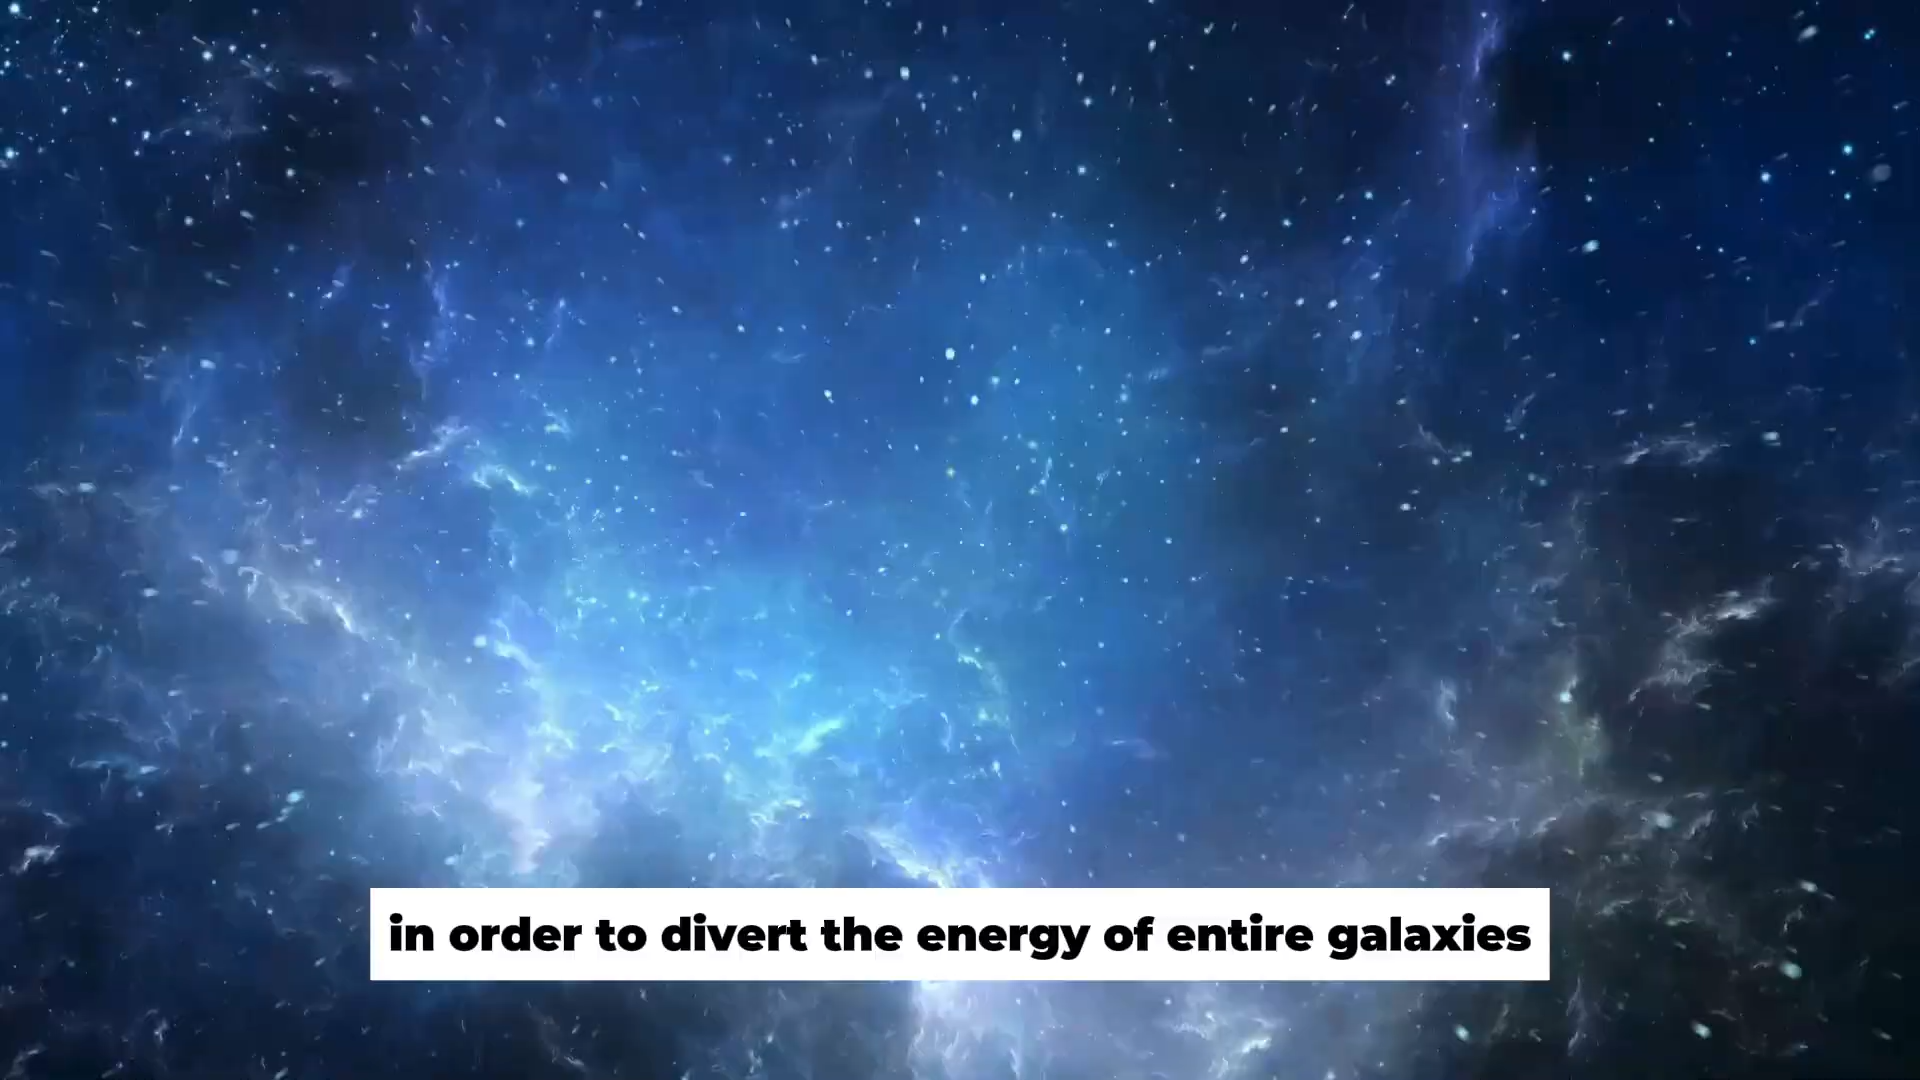 in order to divert the energy of entire galaxies